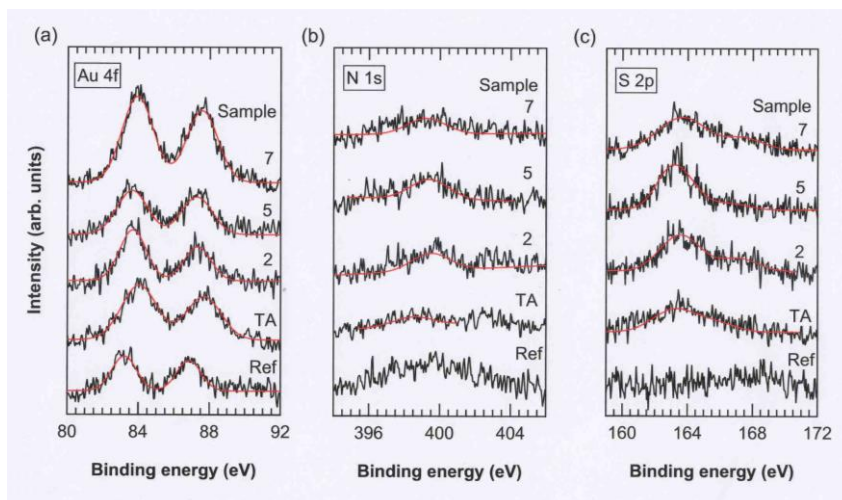 (a)
Au 4f
Sample
7
5
2
TA
Ref
80 84 88 92
Binding energy (eV)
Intensity (arb. units)
(b)
N 1s
Sample
7
5
2
TA
Ref
396 400 404
Binding energy (eV)
(c)
S 2p
Sample
7
5
2
TA
Ref
160 164 168 172
Binding energy (eV)